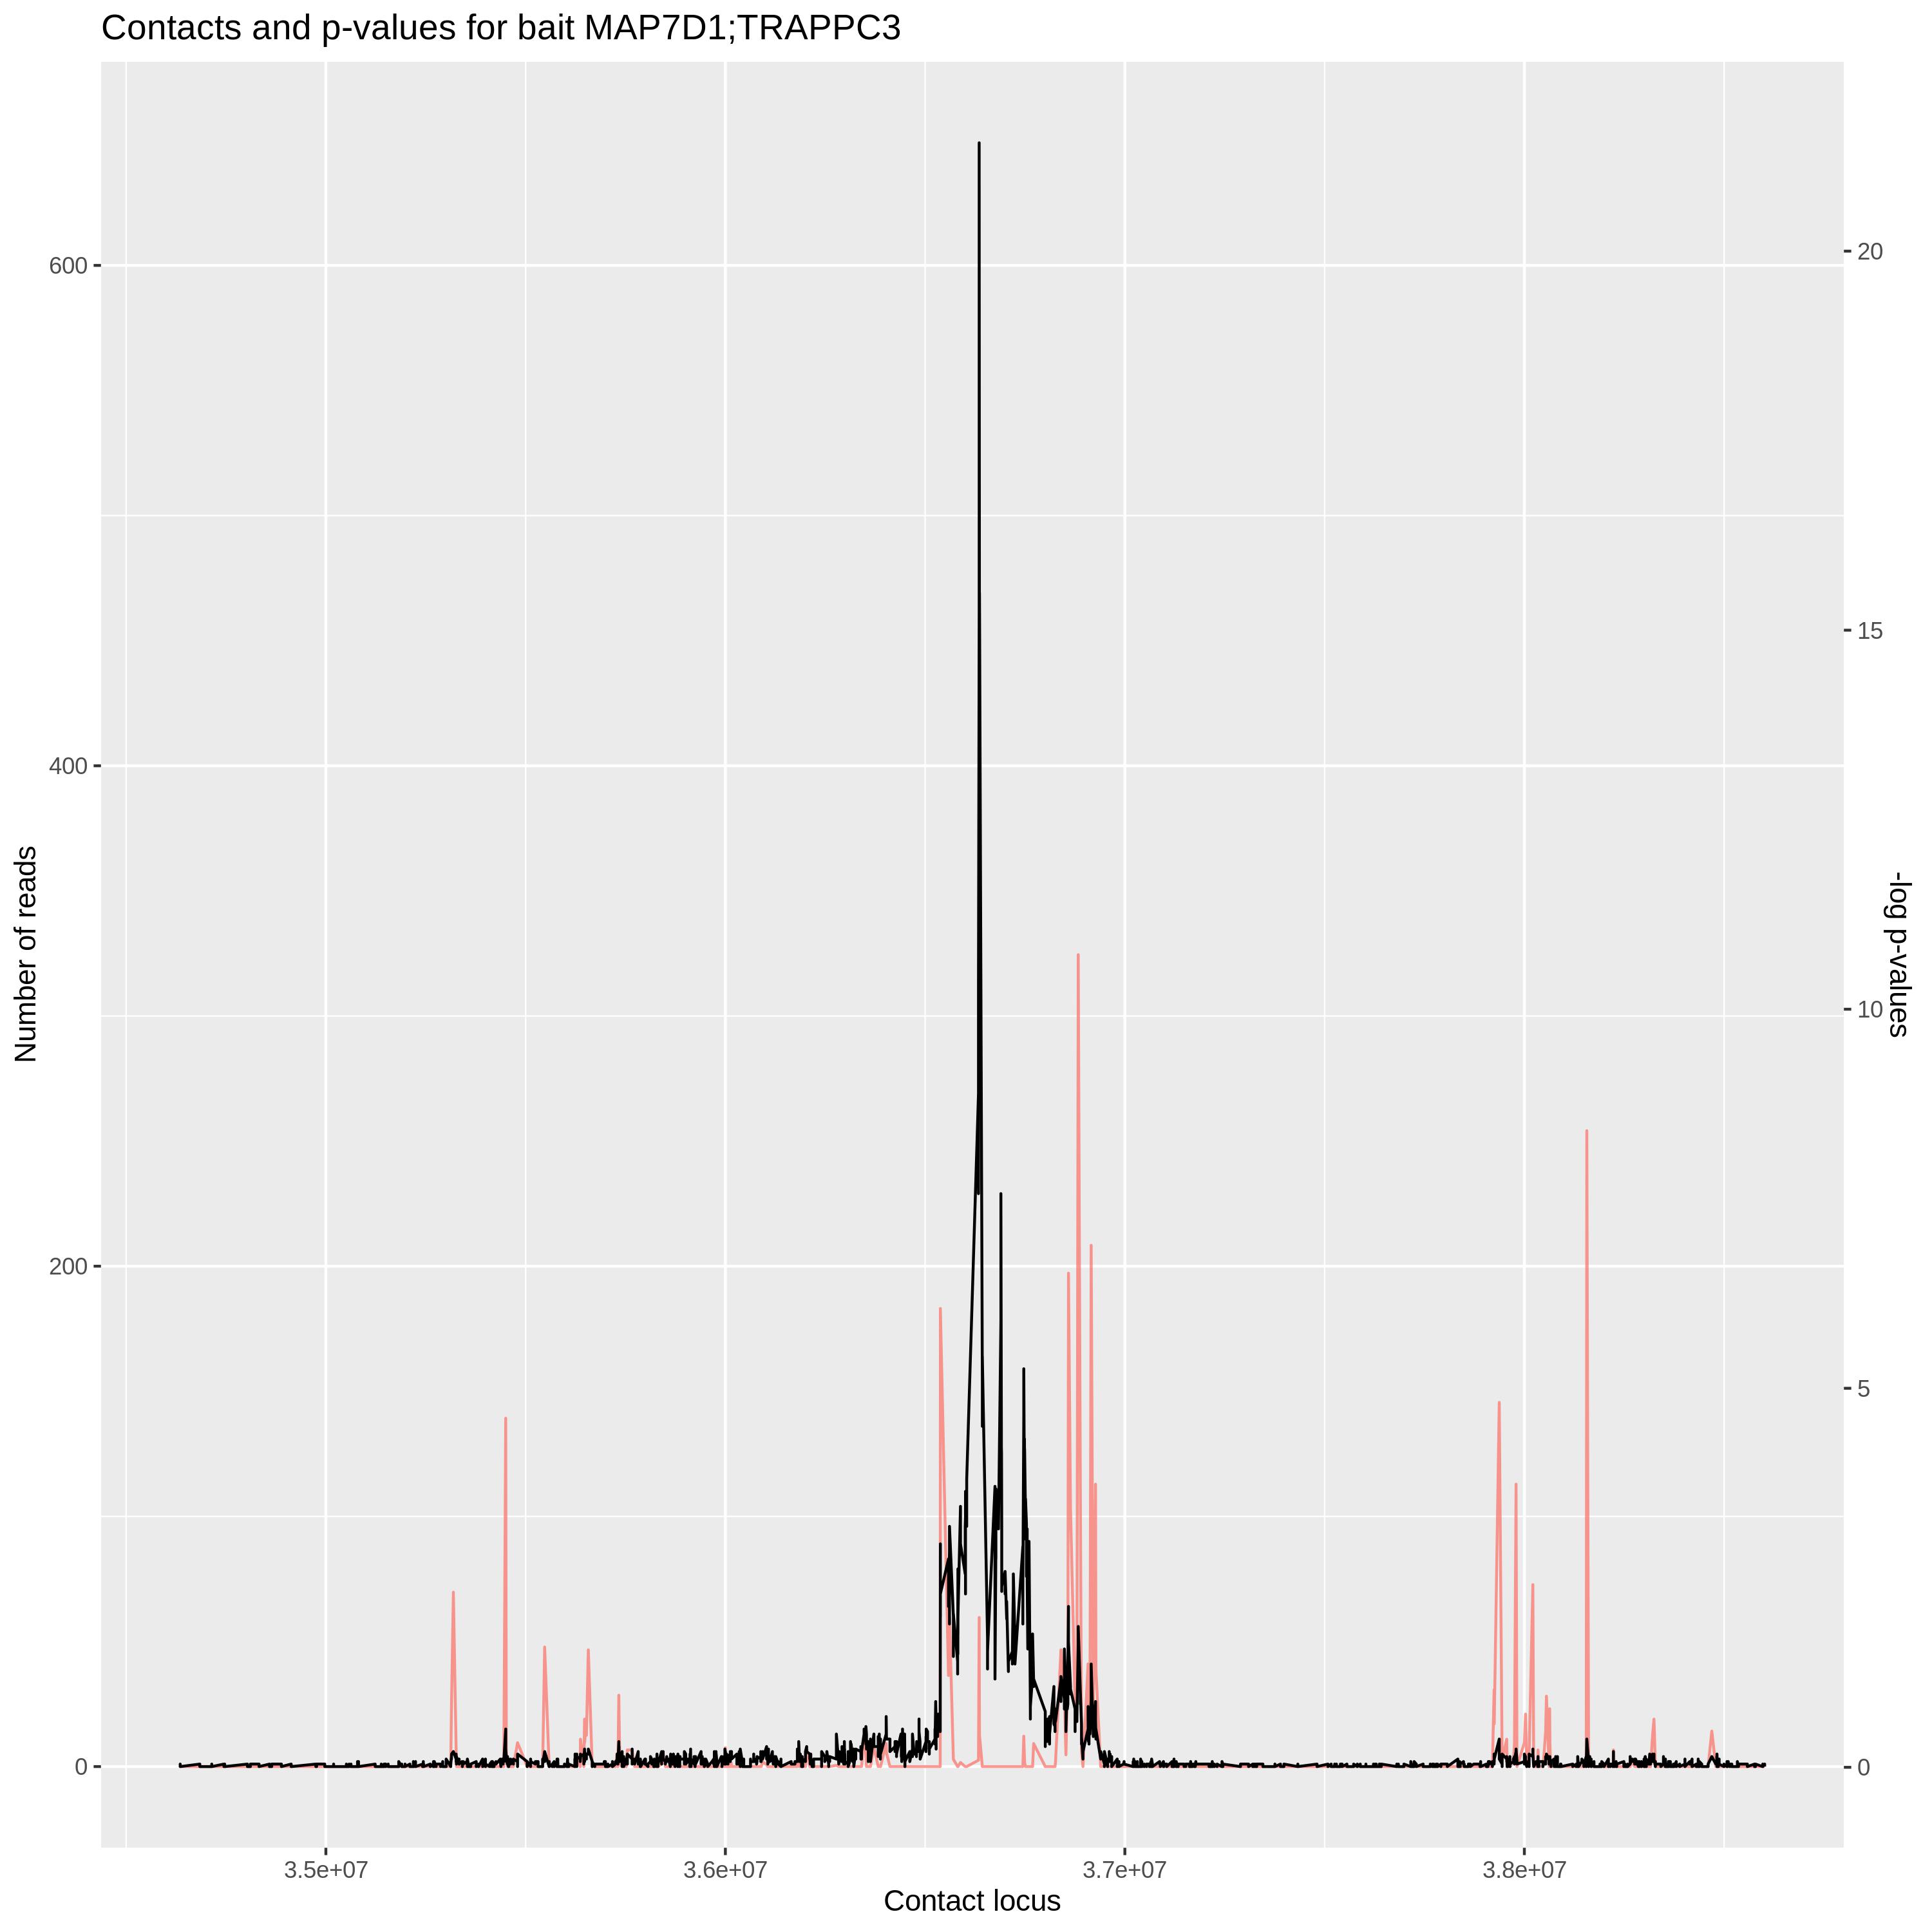 Contacts and p-values for bait MAP7D1;TRAPPC3
600
400
200
0
Number of reads
20
15
10
5
0
-log p-values
3.5e+07
3.6e+07
3.7e+07
3.8e+07
Contact locus